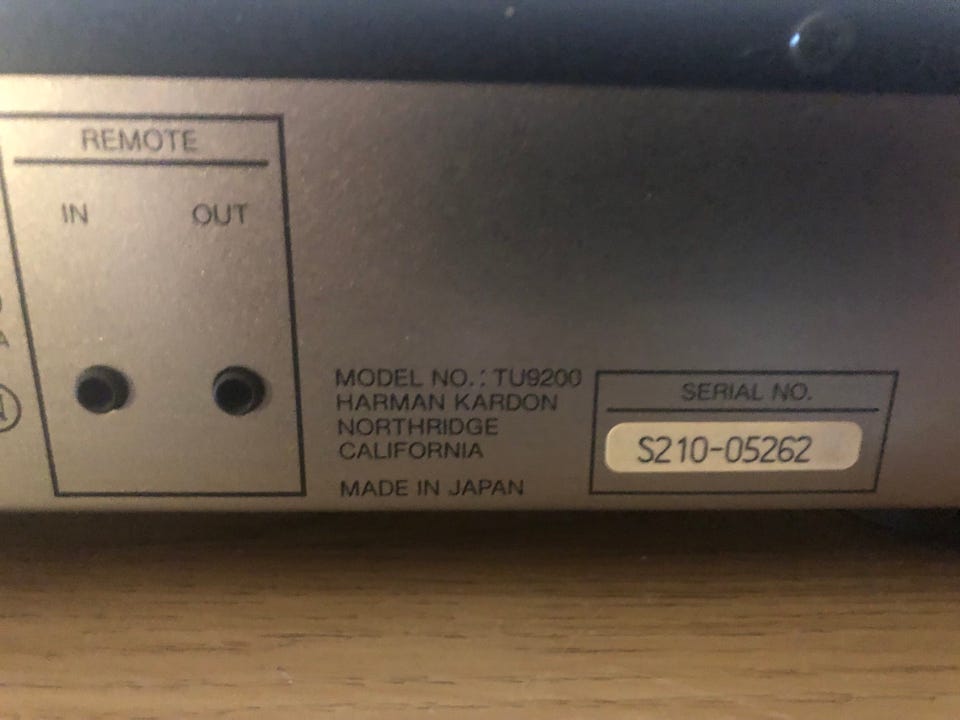 REMOTE
IN OUT
MODEL NO.: TU9200
HARMAN KARDON
NORTHRIDGE
CALIFORNIA
MADE IN JAPAN
SERIAL NO.
S210-05262
A